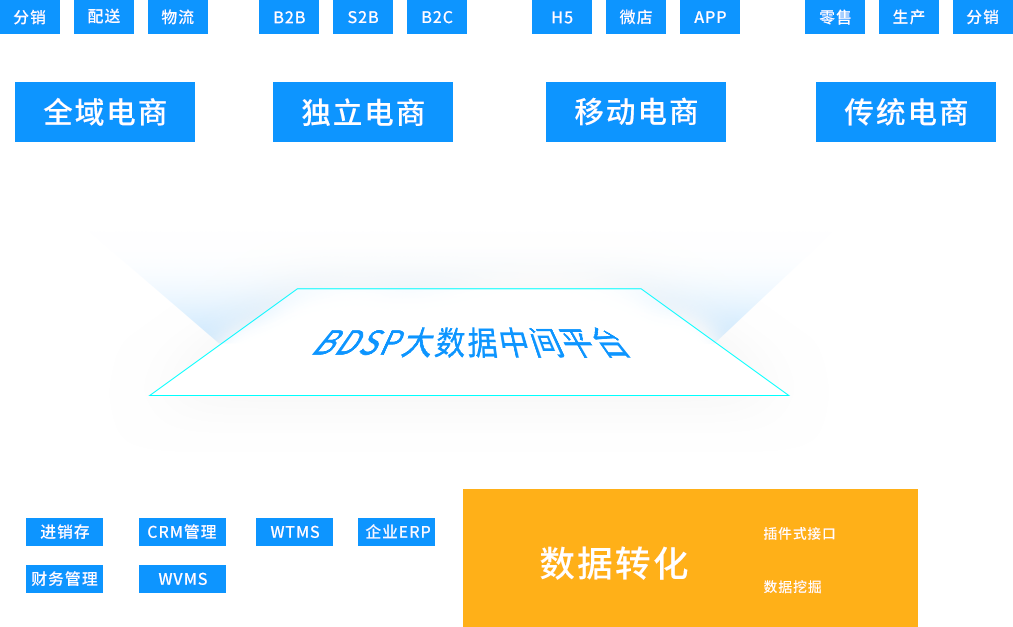 分销 配送 物流 B2B S2B B2C H5 微店 APP 零售 生产 分销
全域电商 独立电商 移动电商 传统电商
BDSP大数据中间平台
进销存 CRM管理 WTMS 企业ERP
财务管理 WVMS
数据转化
插件式接口
数据挖掘